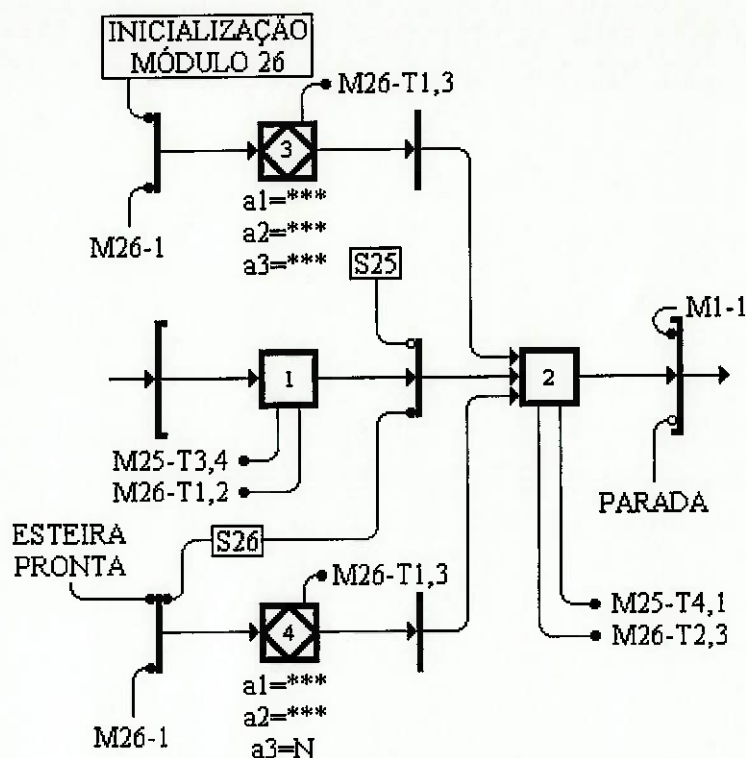 INICIALIZAÇÃO
MÓDULO 26
M26-T1,3
3
M26-1
a1=***
a2=***
a3=***
S25
M1-1
1
2
M25-T3,4
M26-T1,2
PARADA
ESTEIRA
PRONTA
S26
M26-T1,3
M25-T4,1
M26-T2,3
4
M26-1
a1=***
a2=***
a3=N